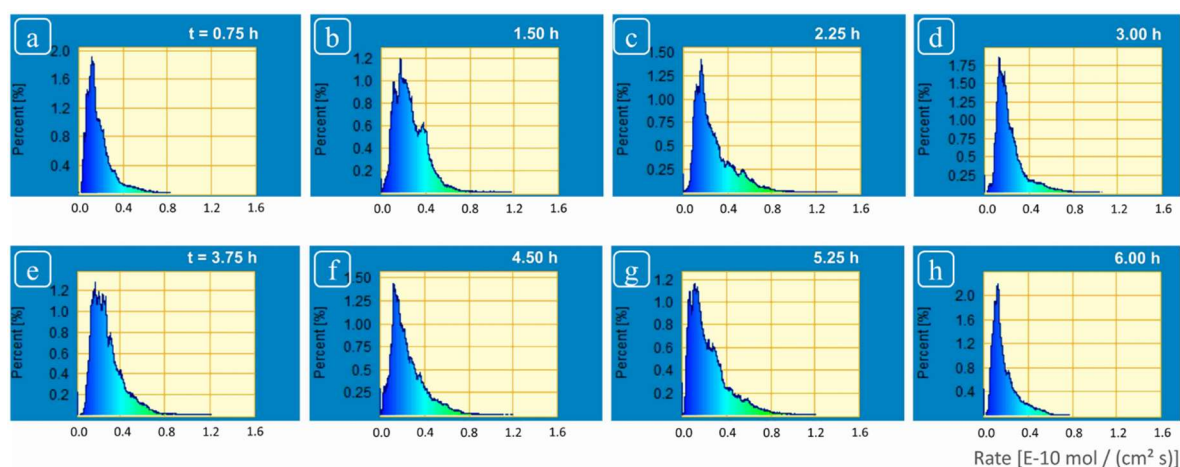 a
t = 0.75 h
Percent [%]
2.0
1.6
1.2
0.8
0.4
0.0 0.4 0.8 1.2 1.6
b
1.50 h
Percent [%]
1.2
1.0
0.8
0.6
0.4
0.2
0.0 0.4 0.8 1.2 1.6
c
2.25 h
Percent [%]
1.50
1.25
1.00
0.75
0.50
0.25
0.0 0.4 0.8 1.2 1.6
d
3.00 h
Percent [%]
1.75
1.50
1.25
1.00
0.75
0.5
0.25
0.0 0.4 0.8 1.2 1.6
e
t = 3.75 h
Percent [%]
1.2
1.0
0.8
0.6
0.4
0.2
0.0 0.4 0.8 1.2 1.6
f
4.50 h
Percent [%]
1.50
1.25
1.00
0.75
0.50
0.25
0.0 0.4 0.8 1.2 1.6
g
5.25 h
Percent [%]
1.2
1.0
0.8
0.6
0.4
0.2
0.0 0.4 0.8 1.2 1.6
h
6.00 h
Percent [%]
2.0
1.6
1.2
0.8
0.4
0.0 0.4 0.8 1.2 1.6
Rate [E-10 mol / (cm² s)]